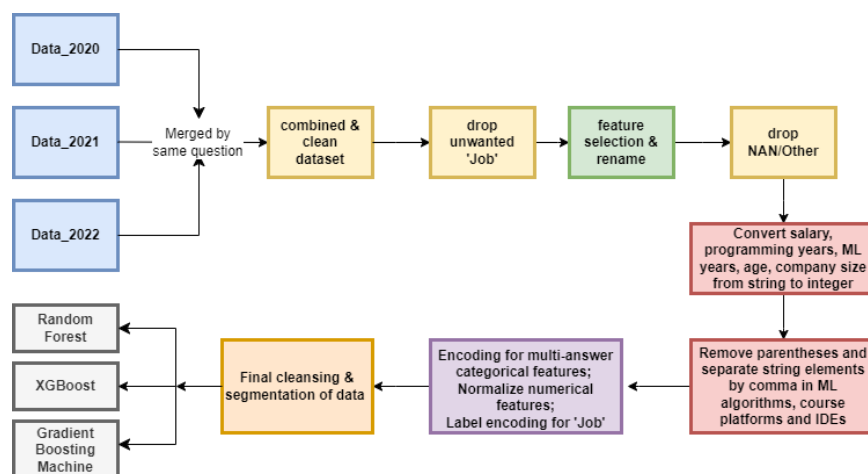 Data_2020
Data_2021
Data_2022
Merged by
same question
combined &
clean
dataset
drop
unwanted
'Job'
feature
selection &
rename
drop
NAN/Other
Convert salary,
programming years, ML
years, age, company size
from string to integer
Remove parentheses and
separate string elements
by comma in ML
algorithms, course
platforms and IDEs
Encoding for multi-answer
categorical features;
Normalize numerical
features;
Label encoding for 'Job'
Final cleansing &
segmentation of data
Random
Forest
XGBoost
Gradient
Boosting
Machine